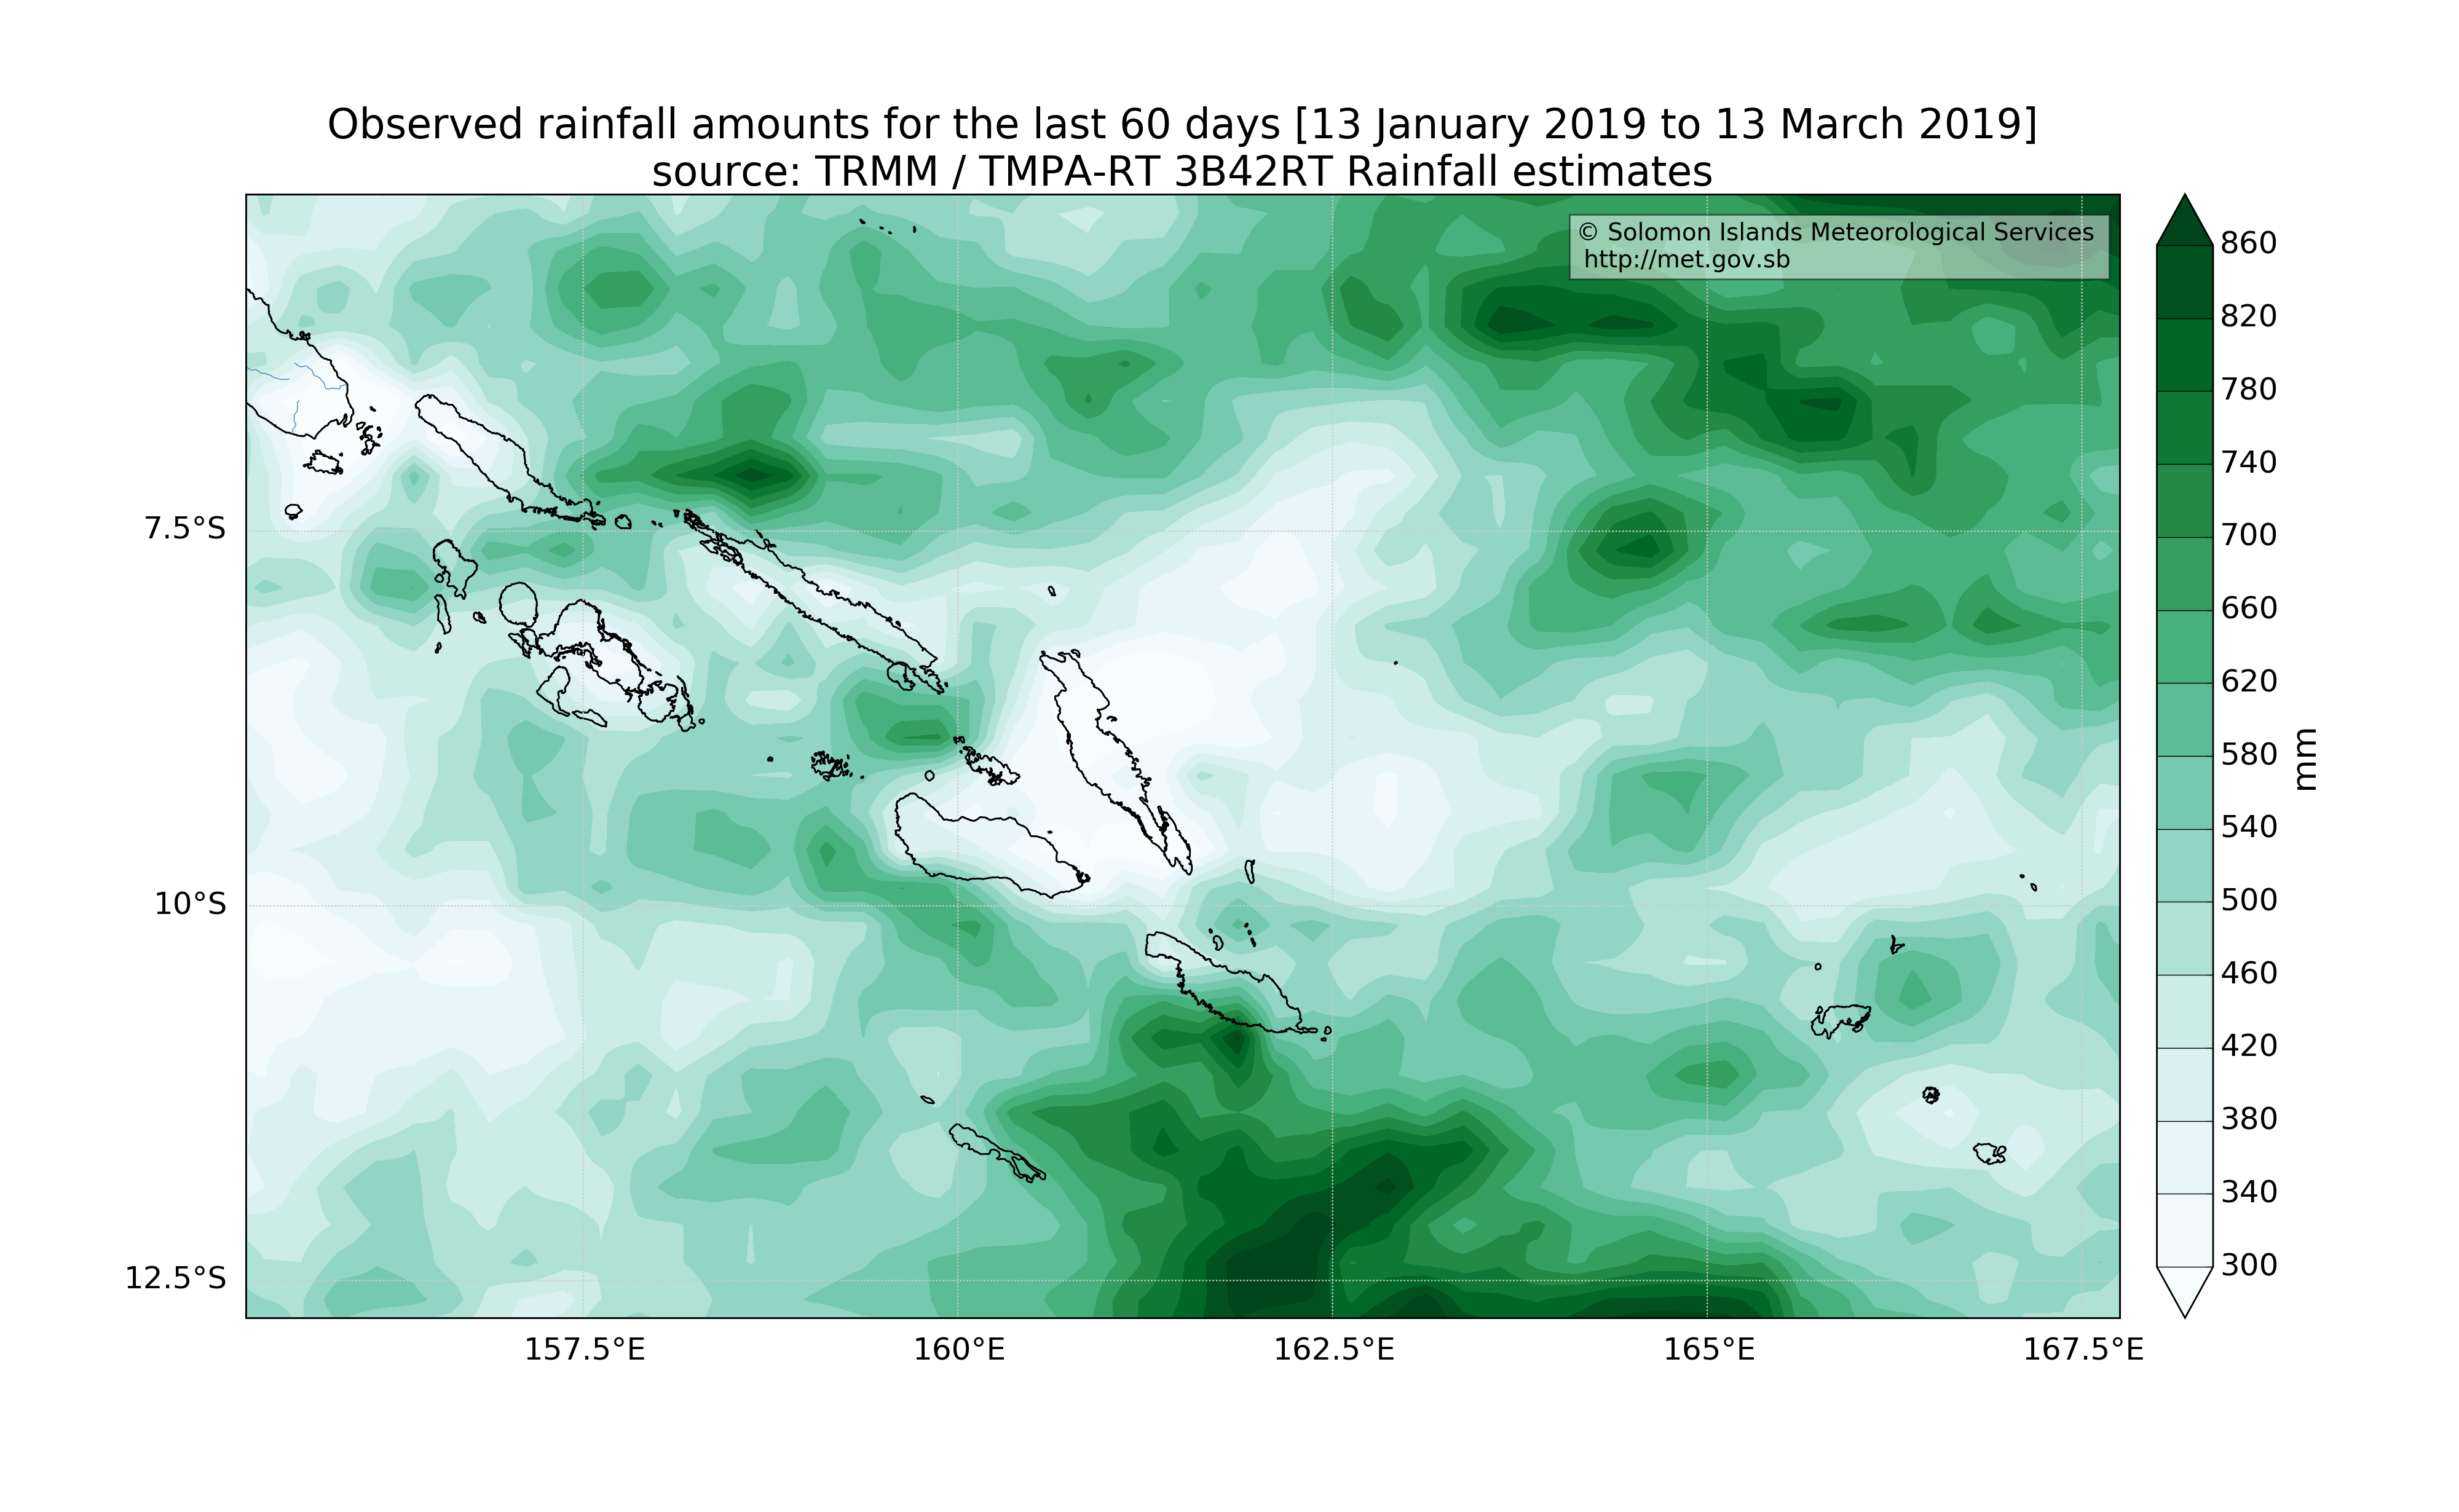 Observed rainfall amounts for the last 60 days [13 January 2019 to 13 March 2019]
source: TRMM / TMPA-RT 3B42RT Rainfall estimates
© Solomon Islands Meteorological Services
http://met.gov.sb
7.5°S
10°S
12.5°S
157.5°E
160°E
162.5°E
165°E
167.5°E
860
820
780
740
700
660
620
580
540
500
460
420
380
340
300
mm